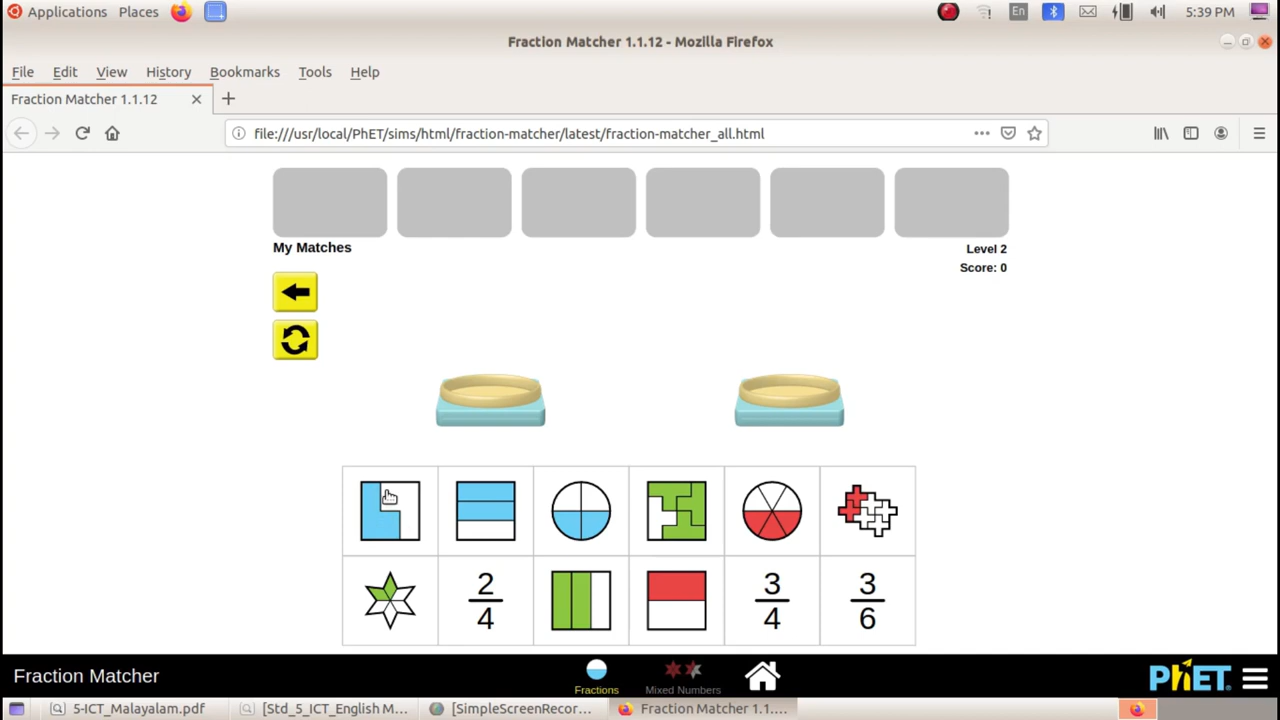 Applications Places En 5:39 PM
Fraction Matcher 1.1.12 - Mozilla Firefox
File Edit View History Bookmarks Tools Help
Fraction Matcher 1.1.12
file:///usr/local/PhET/sims/html/fraction-matcher/latest/fraction-matcher_all.html
My Matches
Level 2
Score: 0
2/4
3/4
3/6
Fraction Matcher
Fractions
Mixed Numbers
PhET
5-ICT_Malayalam.pdf [Std_5_ICT_English M... [SimpleScreenRecor... Fraction Matcher 1.1....